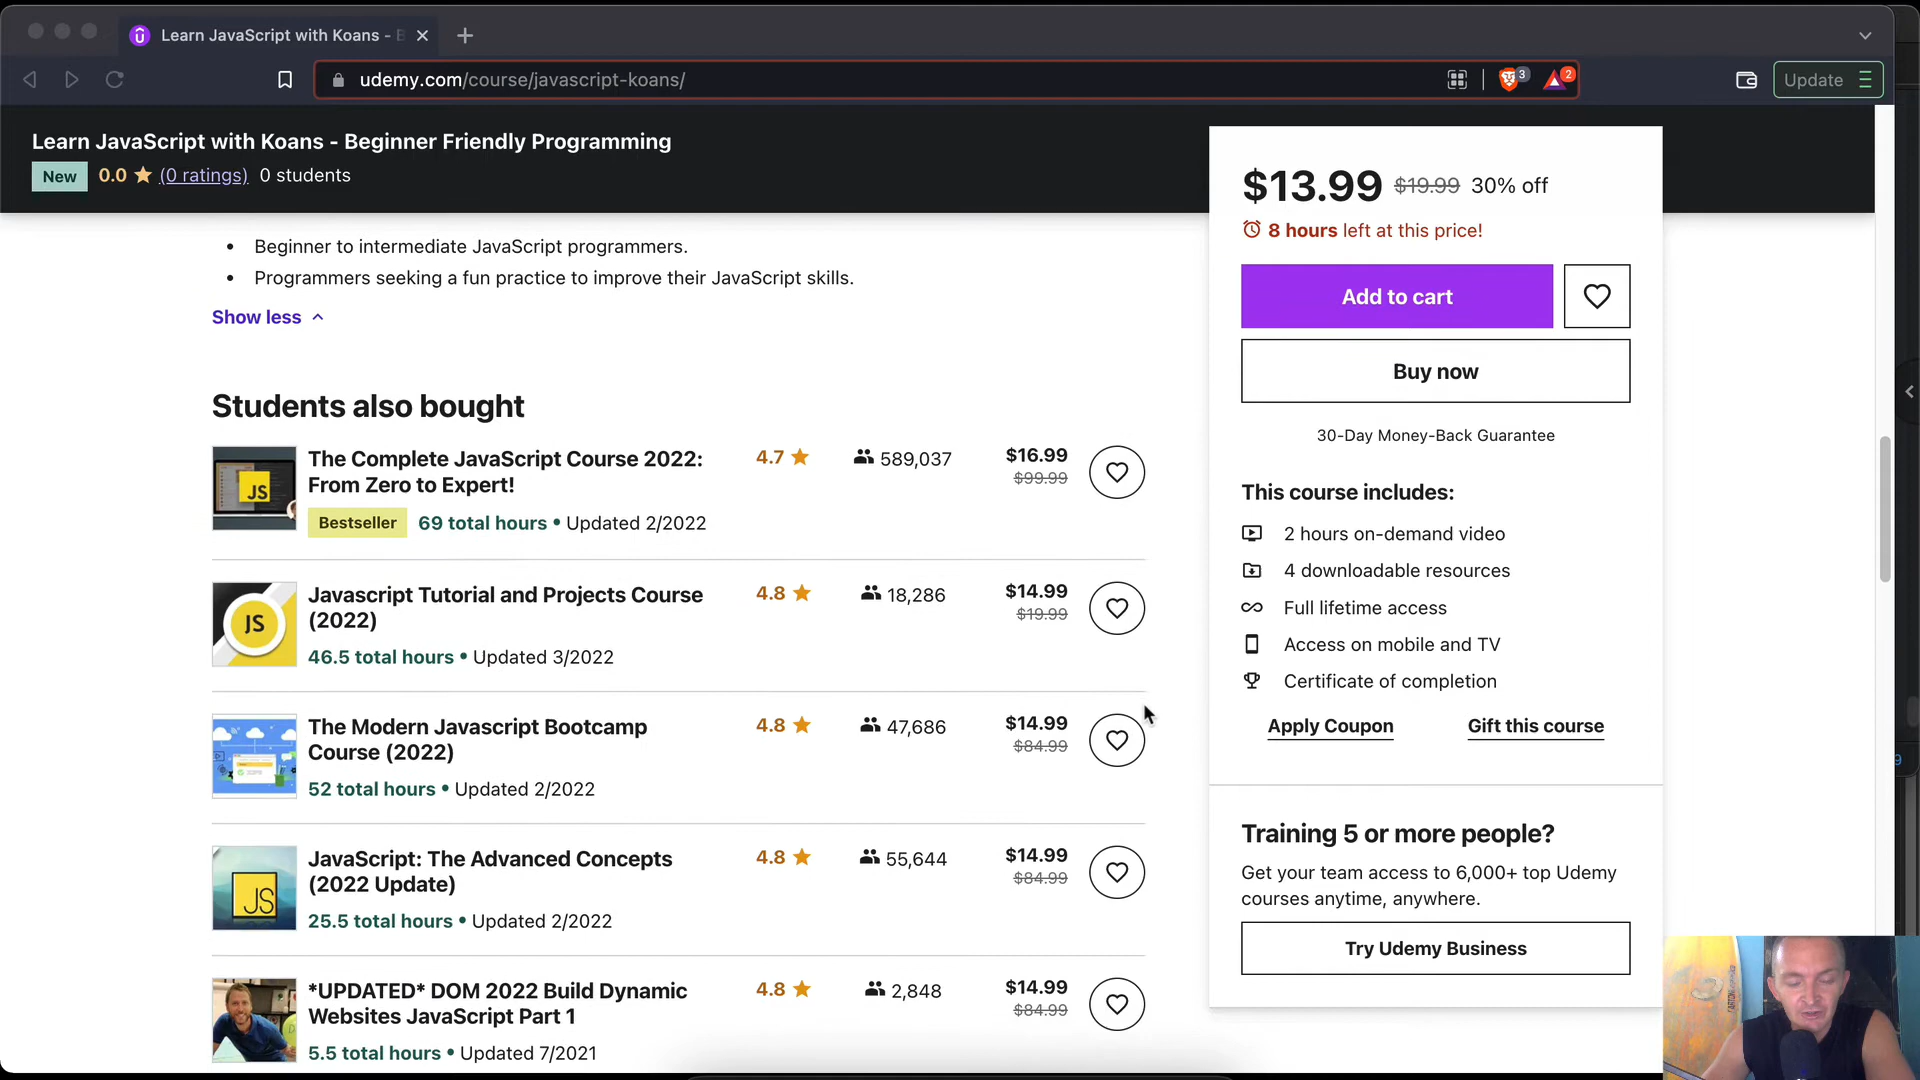 Learn JavaScript with Koans - B
udemy.com/course/javascript-koans/
3
2
Update
Learn JavaScript with Koans - Beginner Friendly Programming
New 0.0 (0 ratings) 0 students
Beginner to intermediate JavaScript programmers.
Programmers seeking a fun practice to improve their JavaScript skills.
Show less
Students also bought
JS
The Complete JavaScript Course 2022:
From Zero to Expert!
4.7
589,037
$16.99
$99.99
Bestseller 69 total hours • Updated 2/2022
JS
Javascript Tutorial and Projects Course
(2022)
4.8
18,286
$14.99
$19.99
46.5 total hours • Updated 3/2022
The Modern Javascript Bootcamp
Course (2022)
4.8
47,686
$14.99
$84.99
52 total hours • Updated 2/2022
JS
JavaScript: The Advanced Concepts
(2022 Update)
4.8
55,644
$14.99
$84.99
25.5 total hours • Updated 2/2022
*UPDATED* DOM 2022 Build Dynamic
Websites JavaScript Part 1
4.8
2,848
$14.99
$84.99
5.5 total hours • Updated 7/2021
$13.99 $19.99 30% off
8 hours left at this price!
Add to cart
Buy now
30-Day Money-Back Guarantee
This course includes:
2 hours on-demand video
4 downloadable resources
Full lifetime access
Access on mobile and TV
Certificate of completion
Apply Coupon
Gift this course
Training 5 or more people?
Get your team access to 6,000+ top Udemy
courses anytime, anywhere.
Try Udemy Business
9